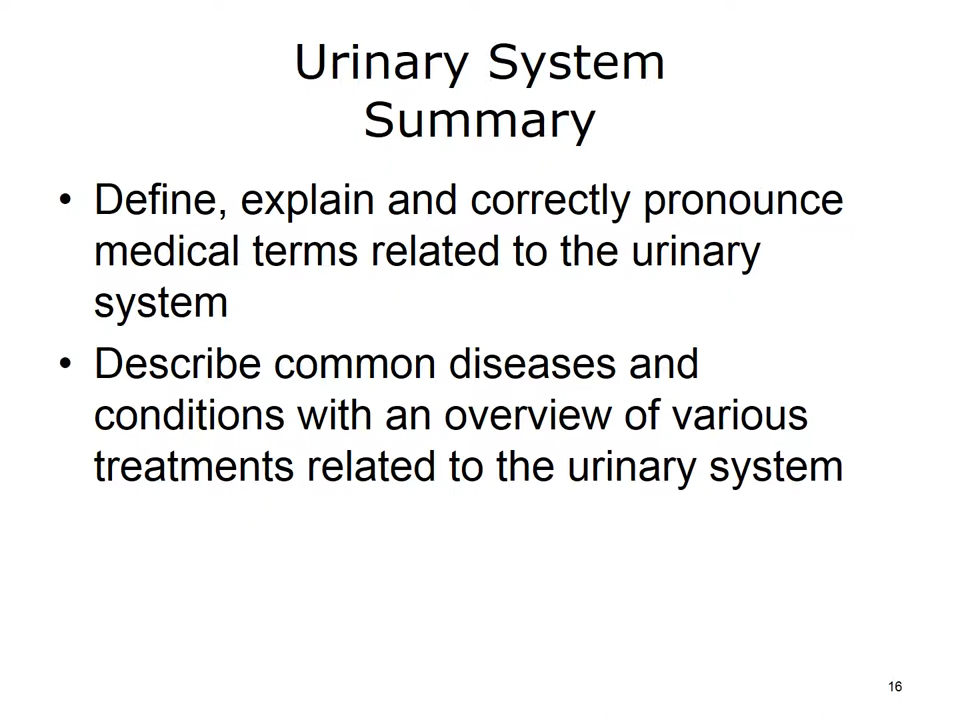 Urinary System
Summary
• Define, explain and correctly pronounce
medical terms related to the urinary
system
• Describe common diseases and
conditions with an overview of various
treatments related to the urinary system
16